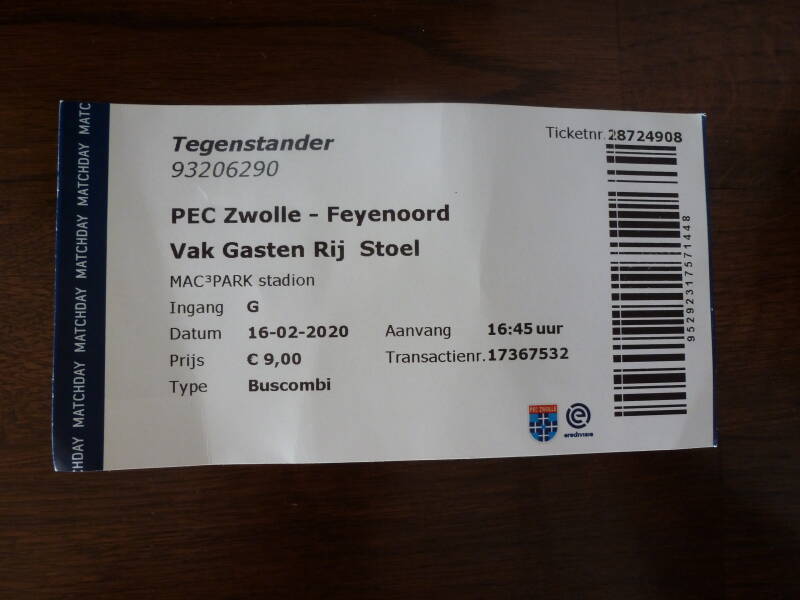 MATCHDAY MATCHDAY MATCHDAY MATCHDAY
Tegenstander
93206290
Ticketnr.28724908
PEC Zwolle - Feyenoord
Vak Gasten Rij Stoel
MAC³PARK stadion
Ingang G
Datum 16-02-2020 Aanvang 16:45 uur
Prijs € 9,00 Transactienr.17367532
Type Buscombi
9529231757144​8
PEC ZWOLLE
eredivisie